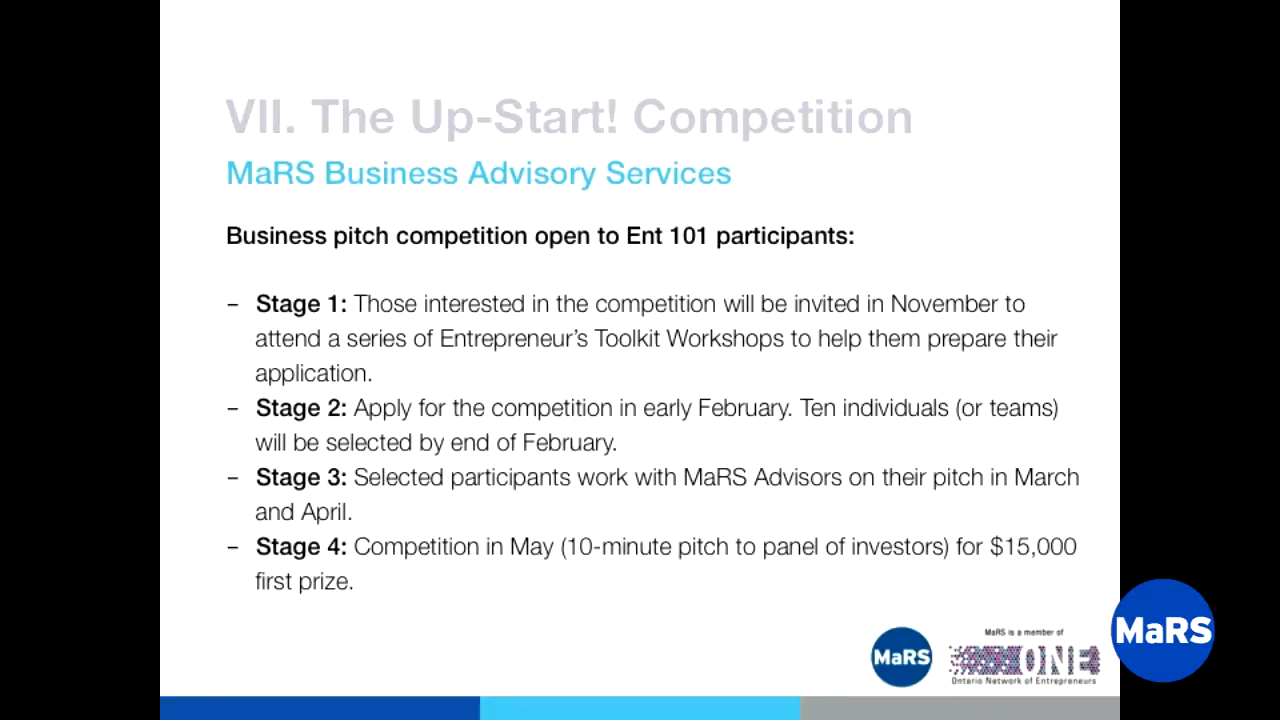 VII. The Up-Start! Competition
MaRS Business Advisory Services
Business pitch competition open to Ent 101 participants:
– Stage 1: Those interested in the competition will be invited in November to
attend a series of Entrepreneur’s Toolkit Workshops to help them prepare their
application.
– Stage 2: Apply for the competition in early February. Ten individuals (or teams)
will be selected by end of February.
– Stage 3: Selected participants work with MaRS Advisors on their pitch in March
and April.
– Stage 4: Competition in May (10-minute pitch to panel of investors) for $15,000
first prize.
MaRS
MaRS is a member of
ONE
Ontario Network of Entrepreneurs
MaRS